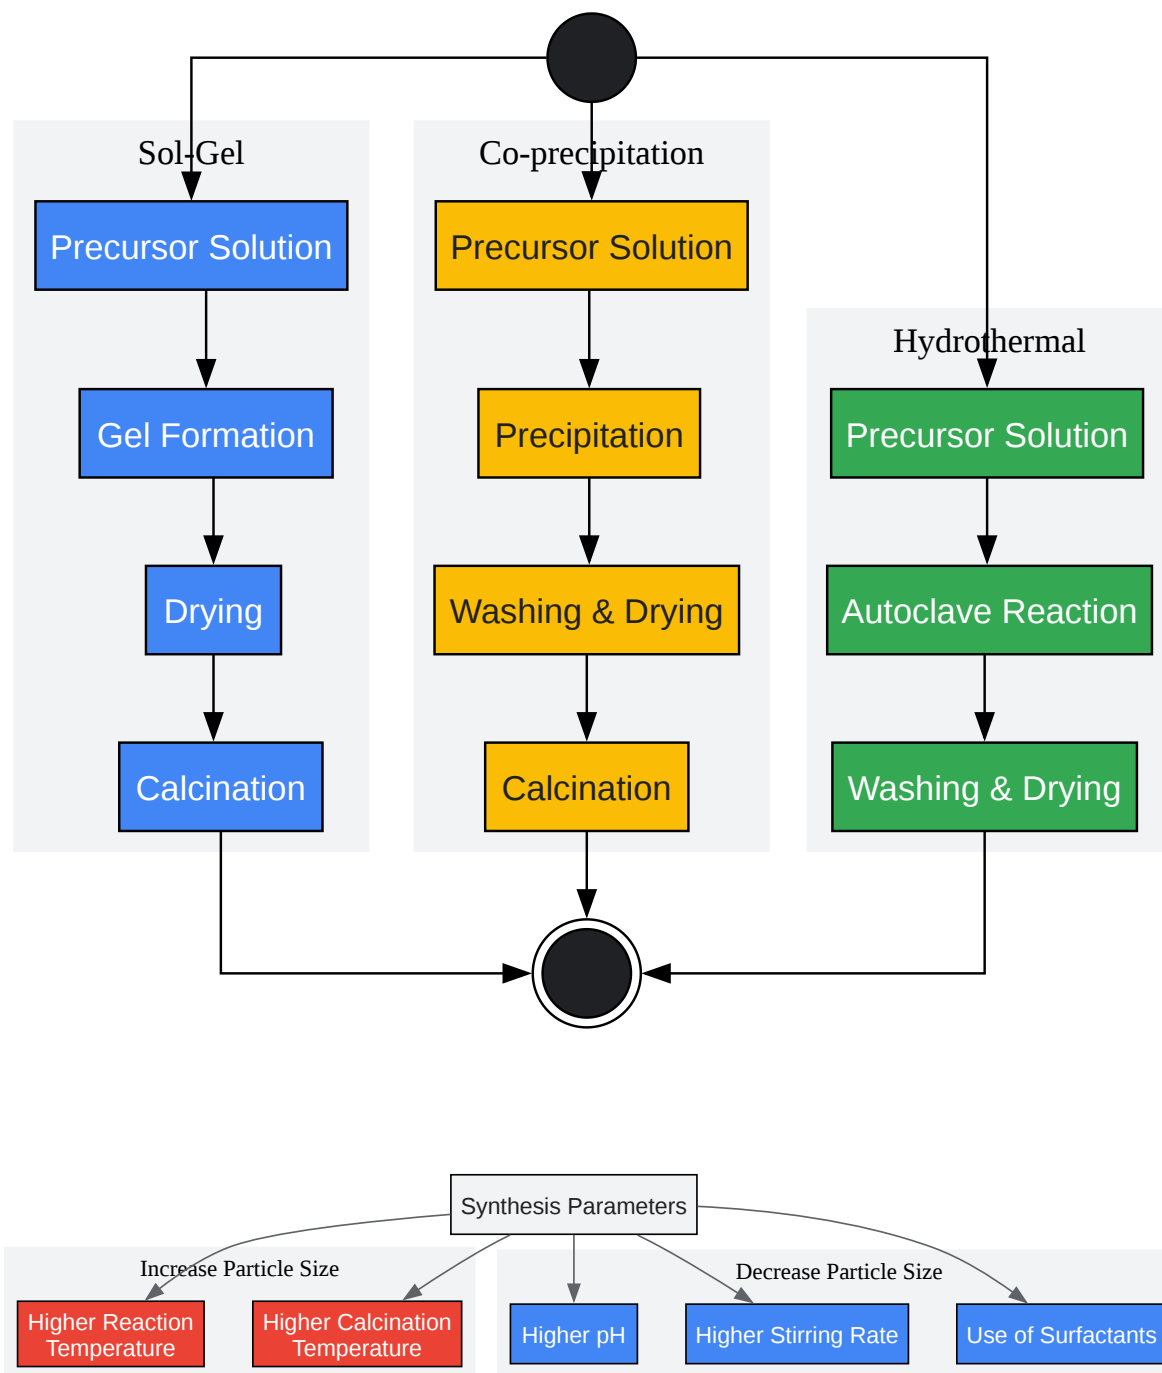 Sol-Gel
Precursor Solution
Gel Formation
Drying
Calcination
Co-precipitation
Precursor Solution
Precipitation
Washing & Drying
Calcination
Hydrothermal
Precursor Solution
Autoclave Reaction
Washing & Drying
Synthesis Parameters
Increase Particle Size
Higher Reaction
Temperature
Higher Calcination
Temperature
Decrease Particle Size
Higher pH
Higher Stirring Rate
Use of Surfactants